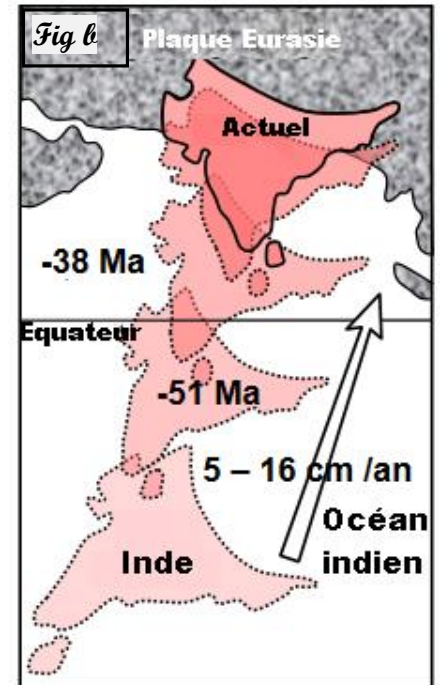 Fig b
Plaque Eurasie
Actuel
-38 Ma
Equateur
-51 Ma
5 – 16 cm /an
Océan
indien
Inde